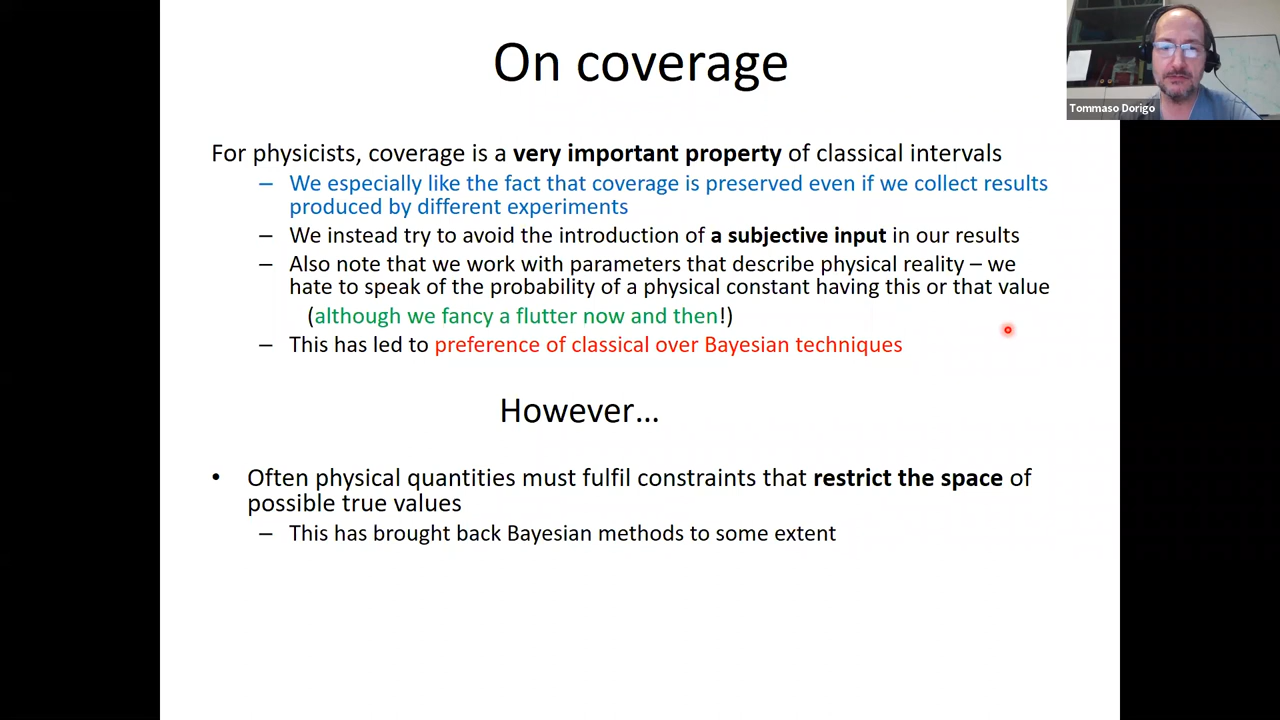 On coverage
Tommaso Dorigo
For physicists, coverage is a very important property of classical intervals
– We especially like the fact that coverage is preserved even if we collect results
produced by different experiments
– We instead try to avoid the introduction of a subjective input in our results
– Also note that we work with parameters that describe physical reality – we
hate to speak of the probability of a physical constant having this or that value
(although we fancy a flutter now and then!)
– This has led to preference of classical over Bayesian techniques
However...
• Often physical quantities must fulfil constraints that restrict the space of
possible true values
– This has brought back Bayesian methods to some extent